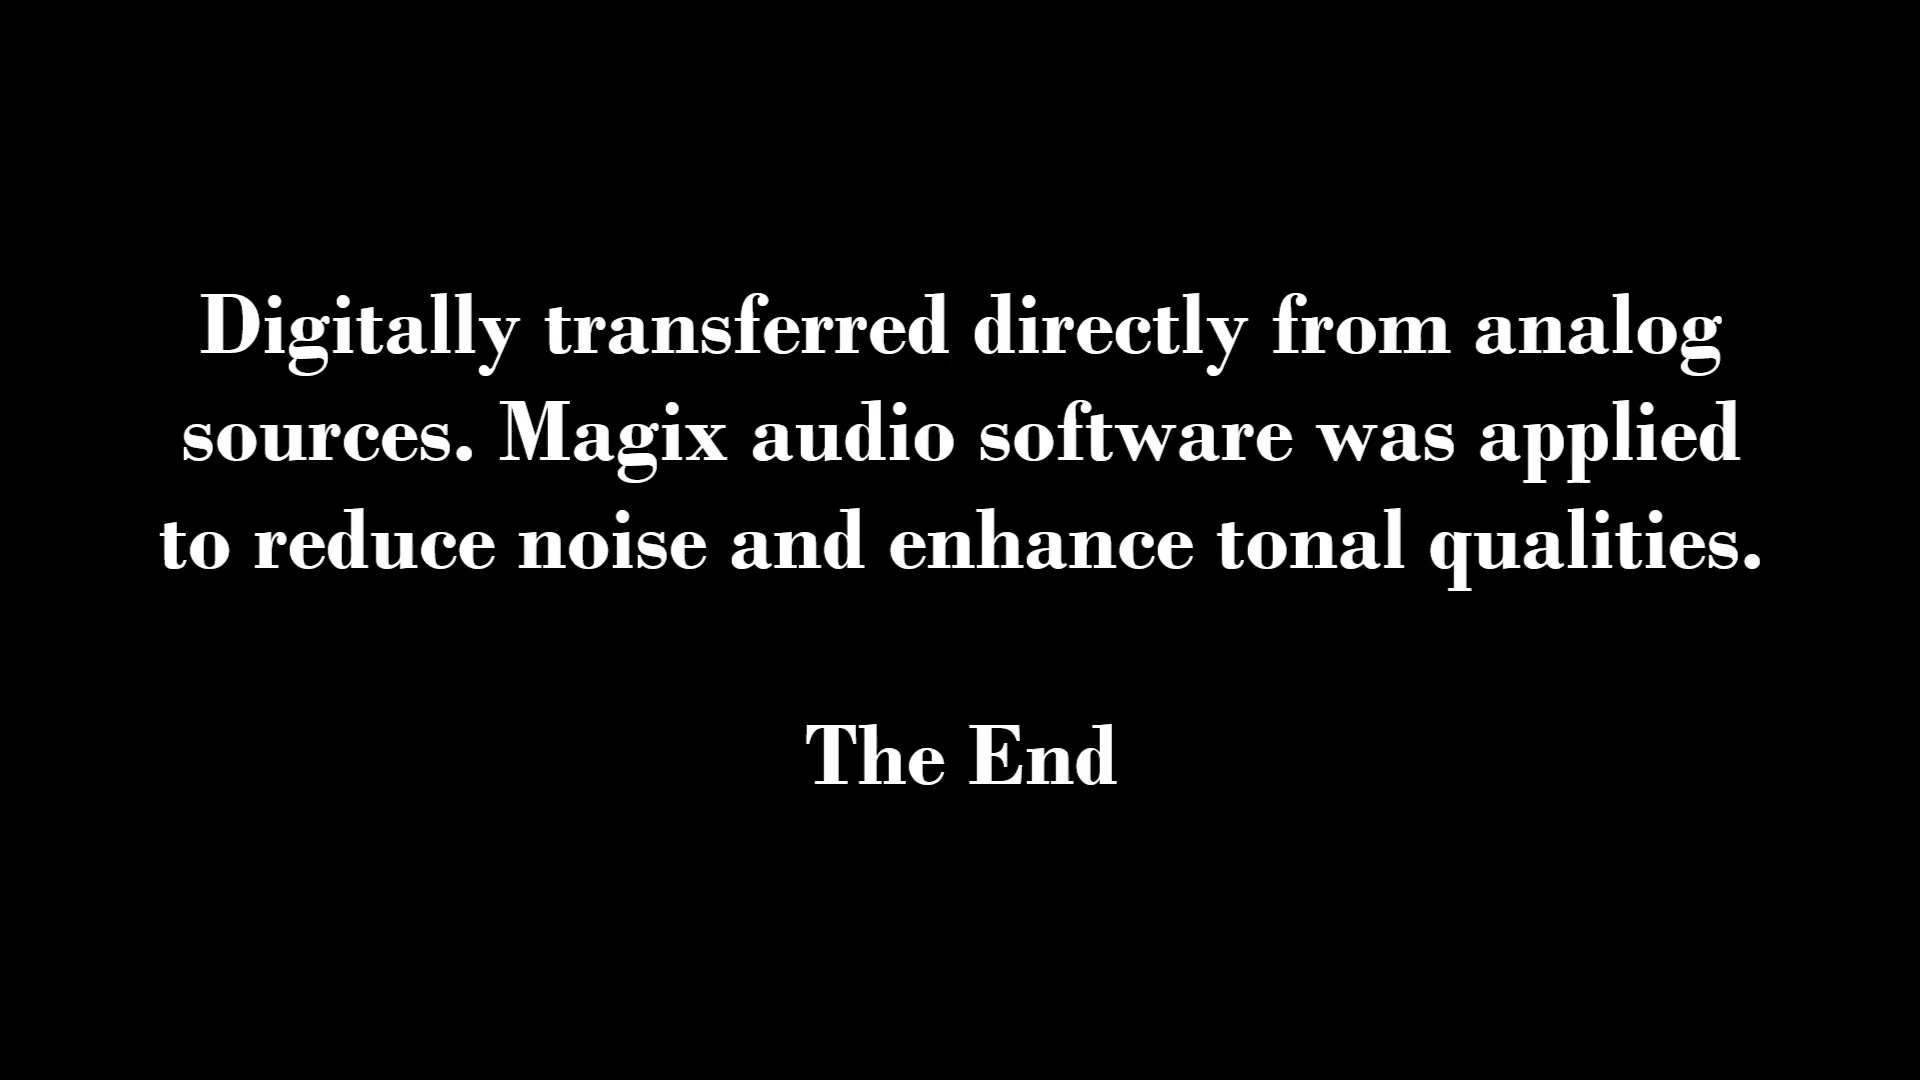 Digitally transferred directly from analog
sources. Magix audio software was applied
to reduce noise and enhance tonal qualities.
The End